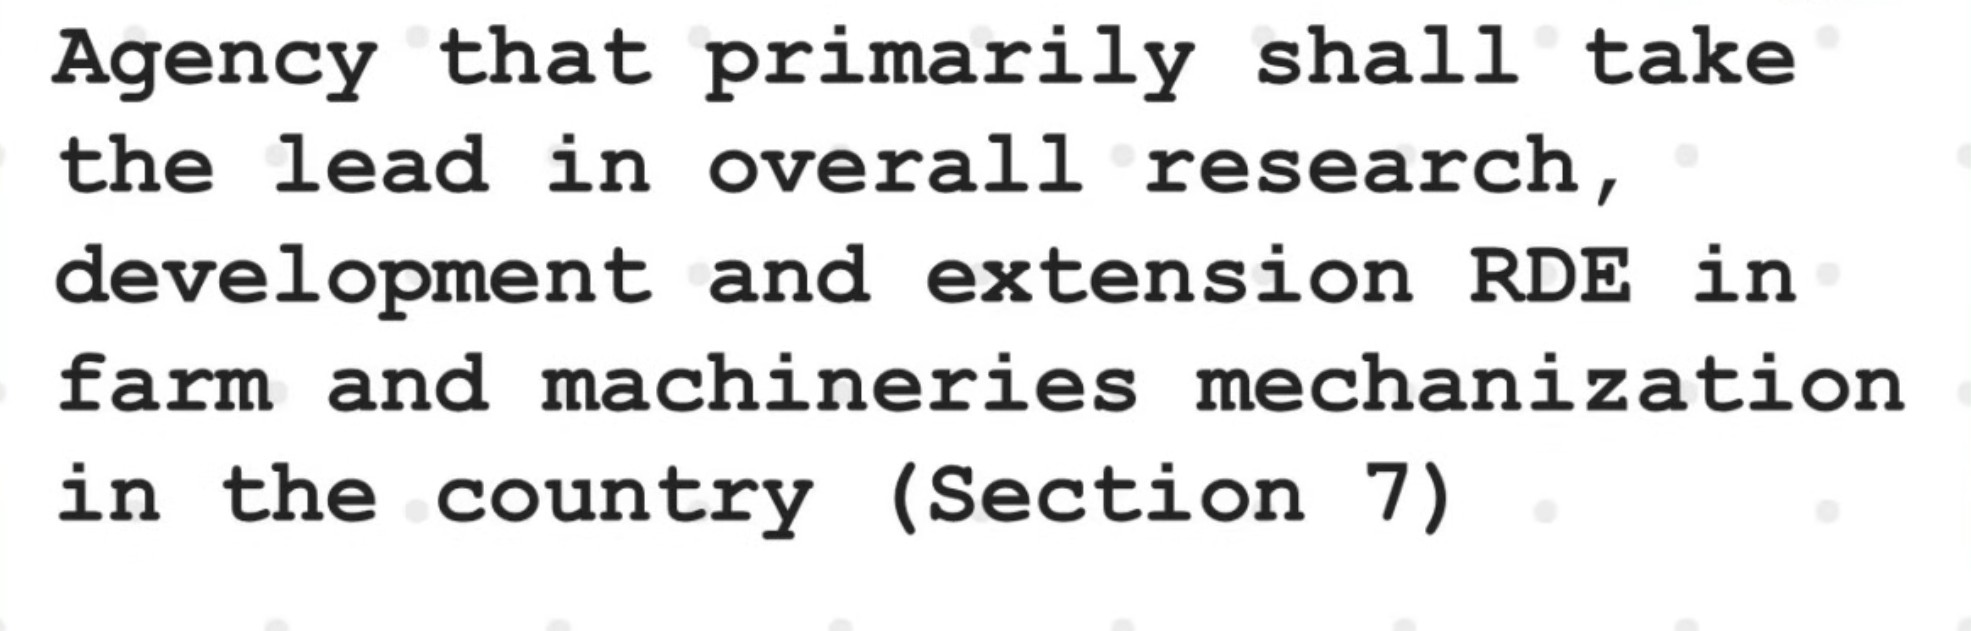 Agency that primarily shall take
the lead in overall research,
development and extension RDE in
farm and machineries mechanization
in the country (Section 7)